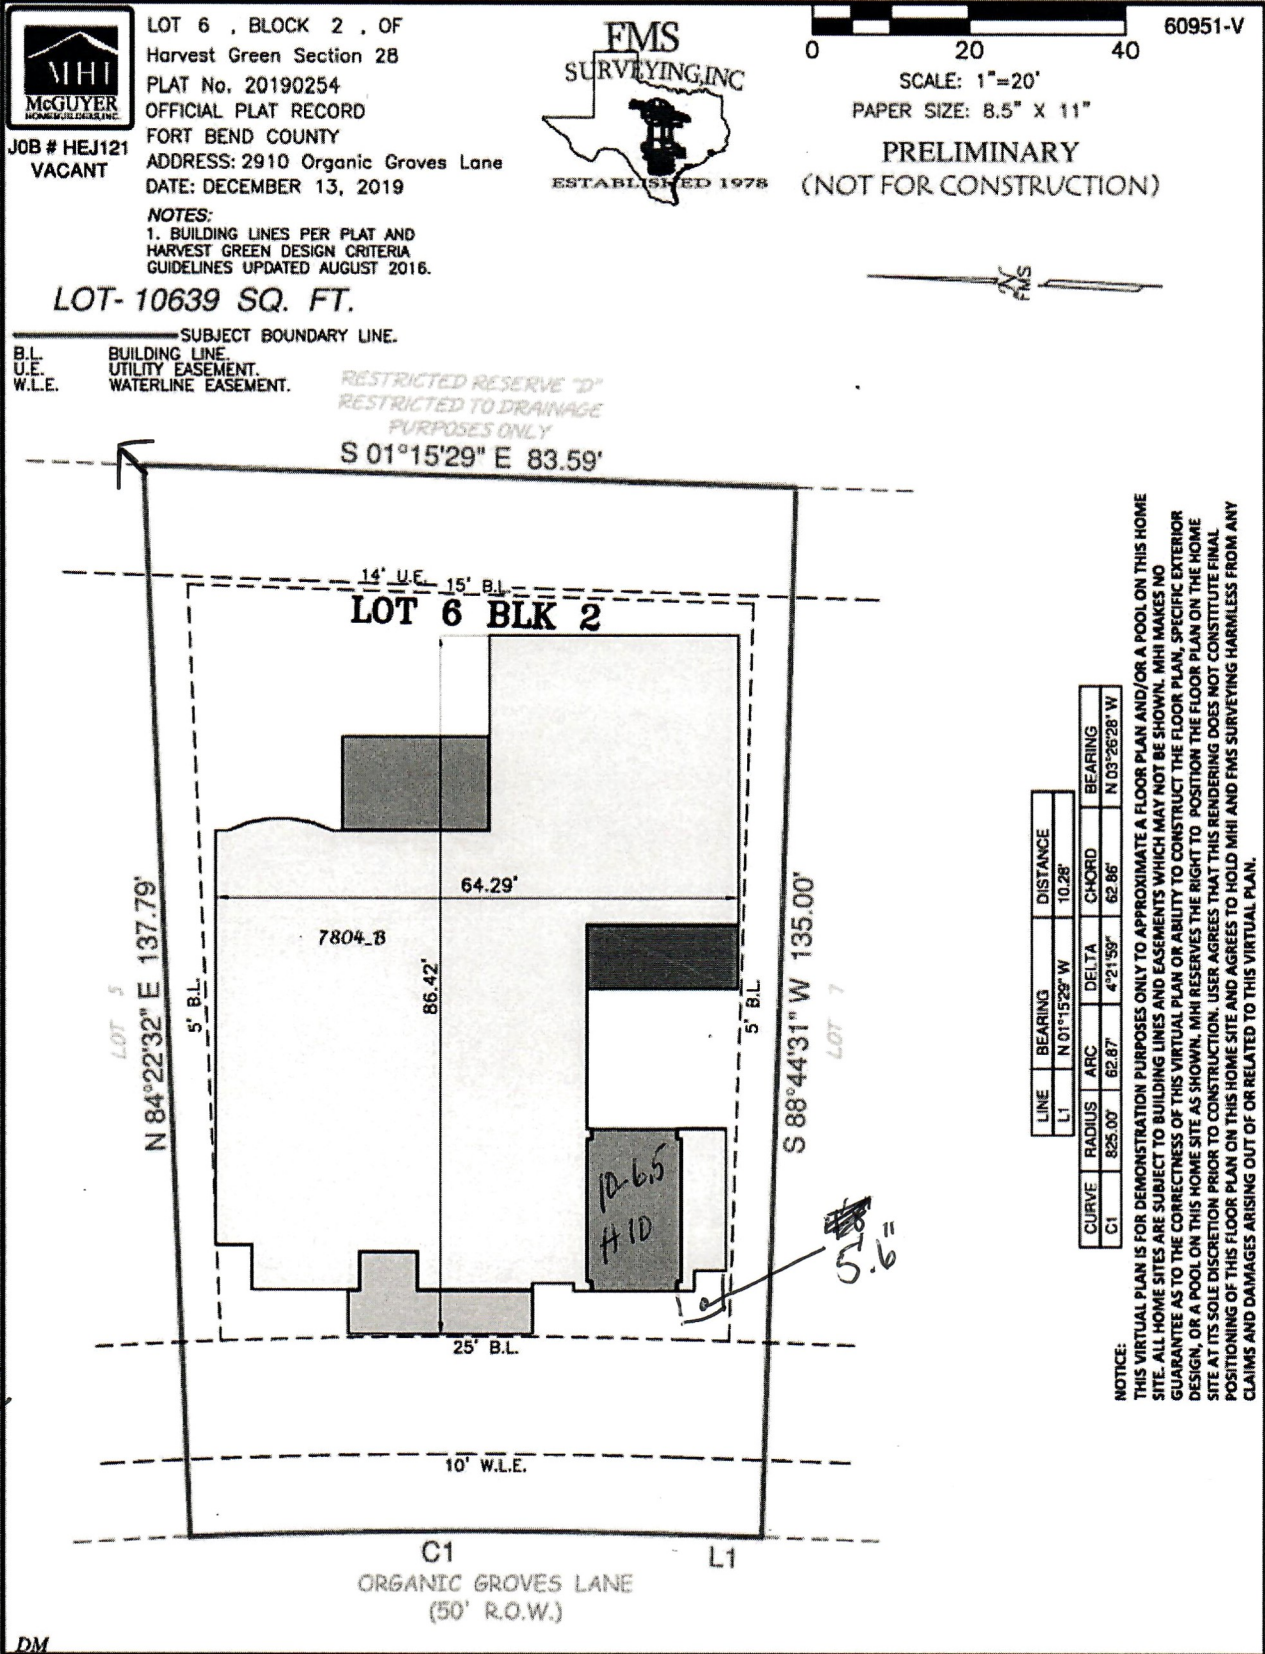 MHI
McGUYER
HOMEBUILDERS,INC.
JOB # HEJ121
VACANT
LOT 6 , BLOCK 2 , OF
Harvest Green Section 28
PLAT No. 20190254
OFFICIAL PLAT RECORD
FORT BEND COUNTY
ADDRESS: 2910 Organic Groves Lane
DATE: DECEMBER 13, 2019
NOTES:
1. BUILDING LINES PER PLAT AND
HARVEST GREEN DESIGN CRITERIA
GUIDELINES UPDATED AUGUST 2016.
FMS
SURVEYING,INC
ESTABLISHED 1978
0 20 40
60951-V
SCALE: 1"=20'
PAPER SIZE: 8.5" X 11"
PRELIMINARY
(NOT FOR CONSTRUCTION)
N
FMS
LOT- 10639 SQ. FT.
SUBJECT BOUNDARY LINE.
B.L. BUILDING LINE.
U.E. UTILITY EASEMENT.
W.L.E. WATERLINE EASEMENT.
RESTRICTED RESERVE "D"
RESTRICTED TO DRAINAGE
PURPOSES ONLY
S 01°15'29" E 83.59'
14' U.E.
15' B.L.
LOT 6 BLK 2
64.29'
7804_B
86.42'
LOT 5
N 84°22'32" E 137.79'
5' B.L.
5' B.L.
S 88°44'31" W 135.00'
LOT 7
H 10
5.6"
25' B.L.
10' W.L.E.
C1
L1
ORGANIC GROVES LANE
(50' R.O.W.)
DM
LINE BEARING DISTANCE
L1 N 01°15'29" W 10.28'
CURVE RADIUS ARC DELTA CHORD BEARING
C1 825.00' 62.87' 4°21'59" 62.86' N 03°26'28" W
NOTICE:
THIS VIRTUAL PLAN IS FOR DEMONSTRATION PURPOSES ONLY TO APPROXIMATE A FLOOR PLAN AND/OR A POOL ON THIS HOME
SITE. ALL HOME SITES ARE SUBJECT TO BUILDING LINES AND EASEMENTS WHICH MAY NOT BE SHOWN. MHI MAKES NO
GUARANTEE AS TO THE CORRECTNESS OF THIS VIRTUAL PLAN OR ABILITY TO CONSTRUCT THE FLOOR PLAN, SPECIFIC EXTERIOR
DESIGN, OR A POOL ON THIS HOME SITE AS SHOWN. MHI RESERVES THE RIGHT TO POSITION THE FLOOR PLAN ON THE HOME
SITE AT ITS SOLE DISCRETION PRIOR TO CONSTRUCTION. USER AGREES THAT THIS RENDERING DOES NOT CONSTITUTE FINAL
POSITIONING OF THIS FLOOR PLAN ON THIS HOME SITE AND AGREES TO HOLD MHI AND FMS SURVEYING HARMLESS FROM ANY
CLAIMS AND DAMAGES ARISING OUT OF OR RELATED TO THIS VIRTUAL PLAN.